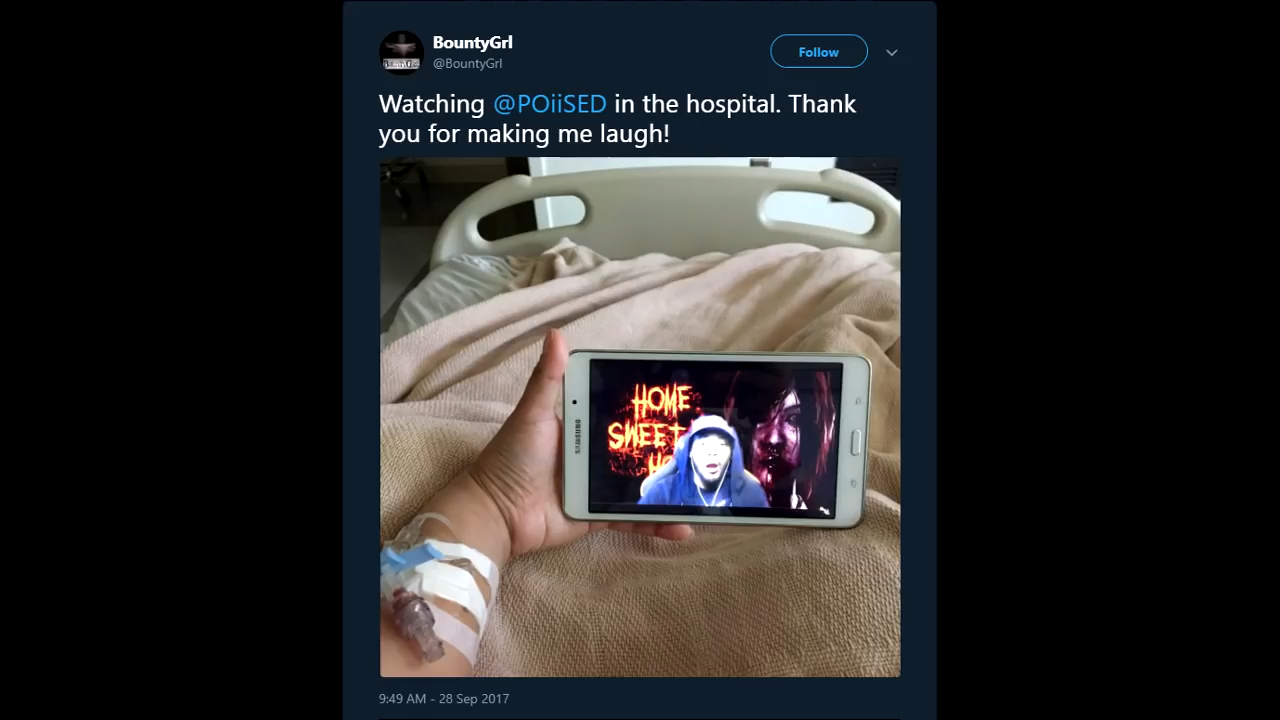 BountyGrl
@BountyGrl
Follow
Watching @POiiSED in the hospital. Thank
you for making me laugh!
HOME
SWEET
SAMSUNG
9:49 AM - 28 Sep 2017